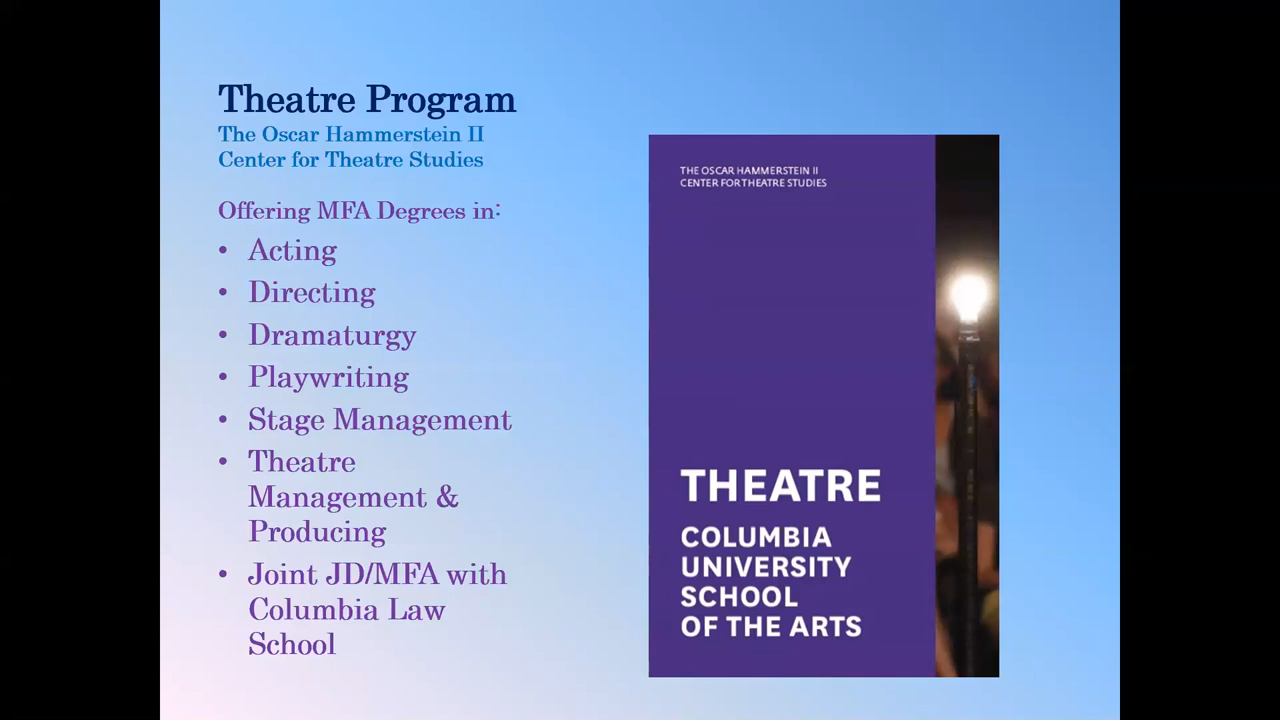 Theatre Program
The Oscar Hammerstein II
Center for Theatre Studies
Offering MFA Degrees in:
• Acting
• Directing
• Dramaturgy
• Playwriting
• Stage Management
• Theatre
Management &
Producing
• Joint JD/MFA with
Columbia Law
School
THE OSCAR HAMMERSTEIN II
CENTER FOR THEATRE STUDIES
THEATRE
COLUMBIA
UNIVERSITY
SCHOOL
OF THE ARTS